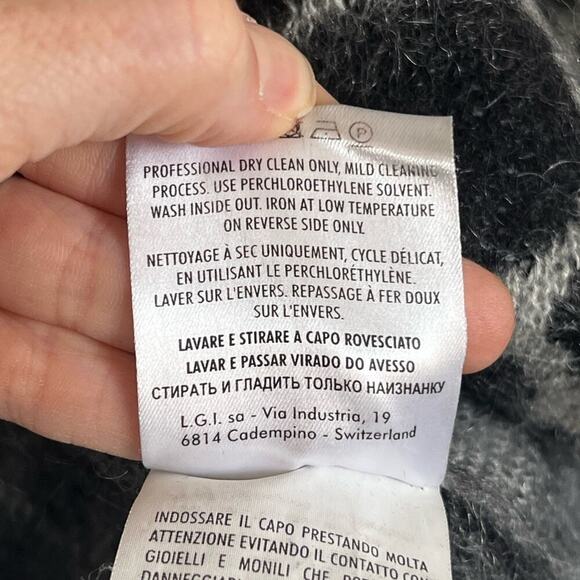 P
PROFESSIONAL DRY CLEAN ONLY, MILD CLEANING
PROCESS. USE PERCHLOROETHYLENE SOLVENT.
WASH INSIDE OUT. IRON AT LOW TEMPERATURE
ON REVERSE SIDE ONLY.
NETTOYAGE À SEC UNIQUEMENT, CYCLE DÉLICAT,
EN UTILISANT LE PERCHLORÉTHYLÈNE.
LAVER SUR L'ENVERS. REPASSAGE À FER DOUX
SUR L'ENVERS.
LAVARE E STIRARE A CAPO ROVESCIATO
LAVAR E PASSAR VIRADO DO AVESSO
СТИРАТЬ И ГЛАДИТЬ ТОЛЬКО НАИЗНАНКУ
L.G.I. sa - Via Industria, 19
6814 Cadempino - Switzerland
INDOSSARE IL CAPO PRESTANDO MOLTA
ATTENZIONE EVITANDO IL CONTATTO CON
GIOIELLI E MONILI CHE